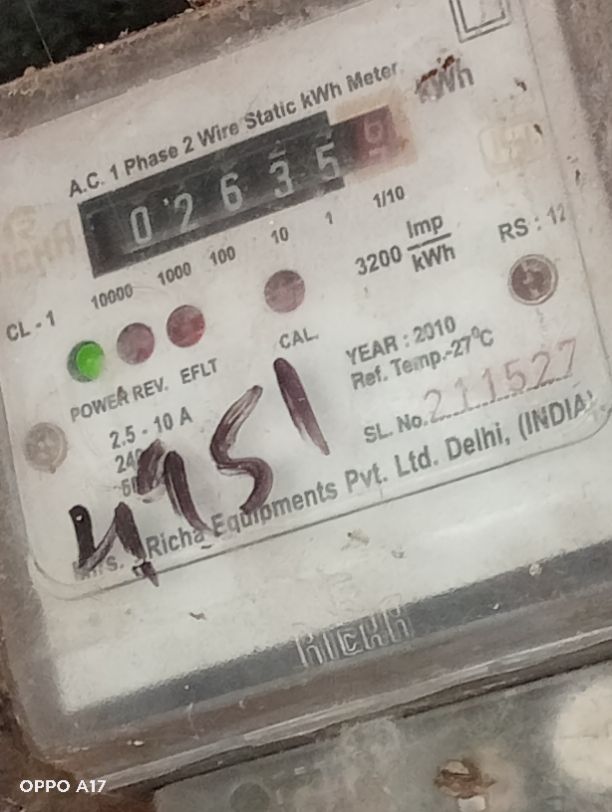 kWh
A.C. 1 Phase 2 Wire Static kWh Meter
0 2 6 3 5
10000 1000 100 10 1 1/10
CL - 1
3200 Imp/kWh
RS : 12
POWER REV. EFLT CAL.
YEAR : 2010
Ref. Temp.-27°C
2.5 - 10 A
SL. No. 211527
Richa Equipments Pvt. Ltd. Delhi, (INDIA)
RICHA
OPPO A17